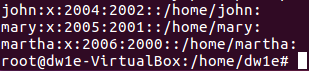 john:x:2004:2002::/home/john:
mary:x:2005:2001::/home/mary:
martha:x:2006:2000::/home/martha:
root@dw1e-VirtualBox:/home/dw1e#